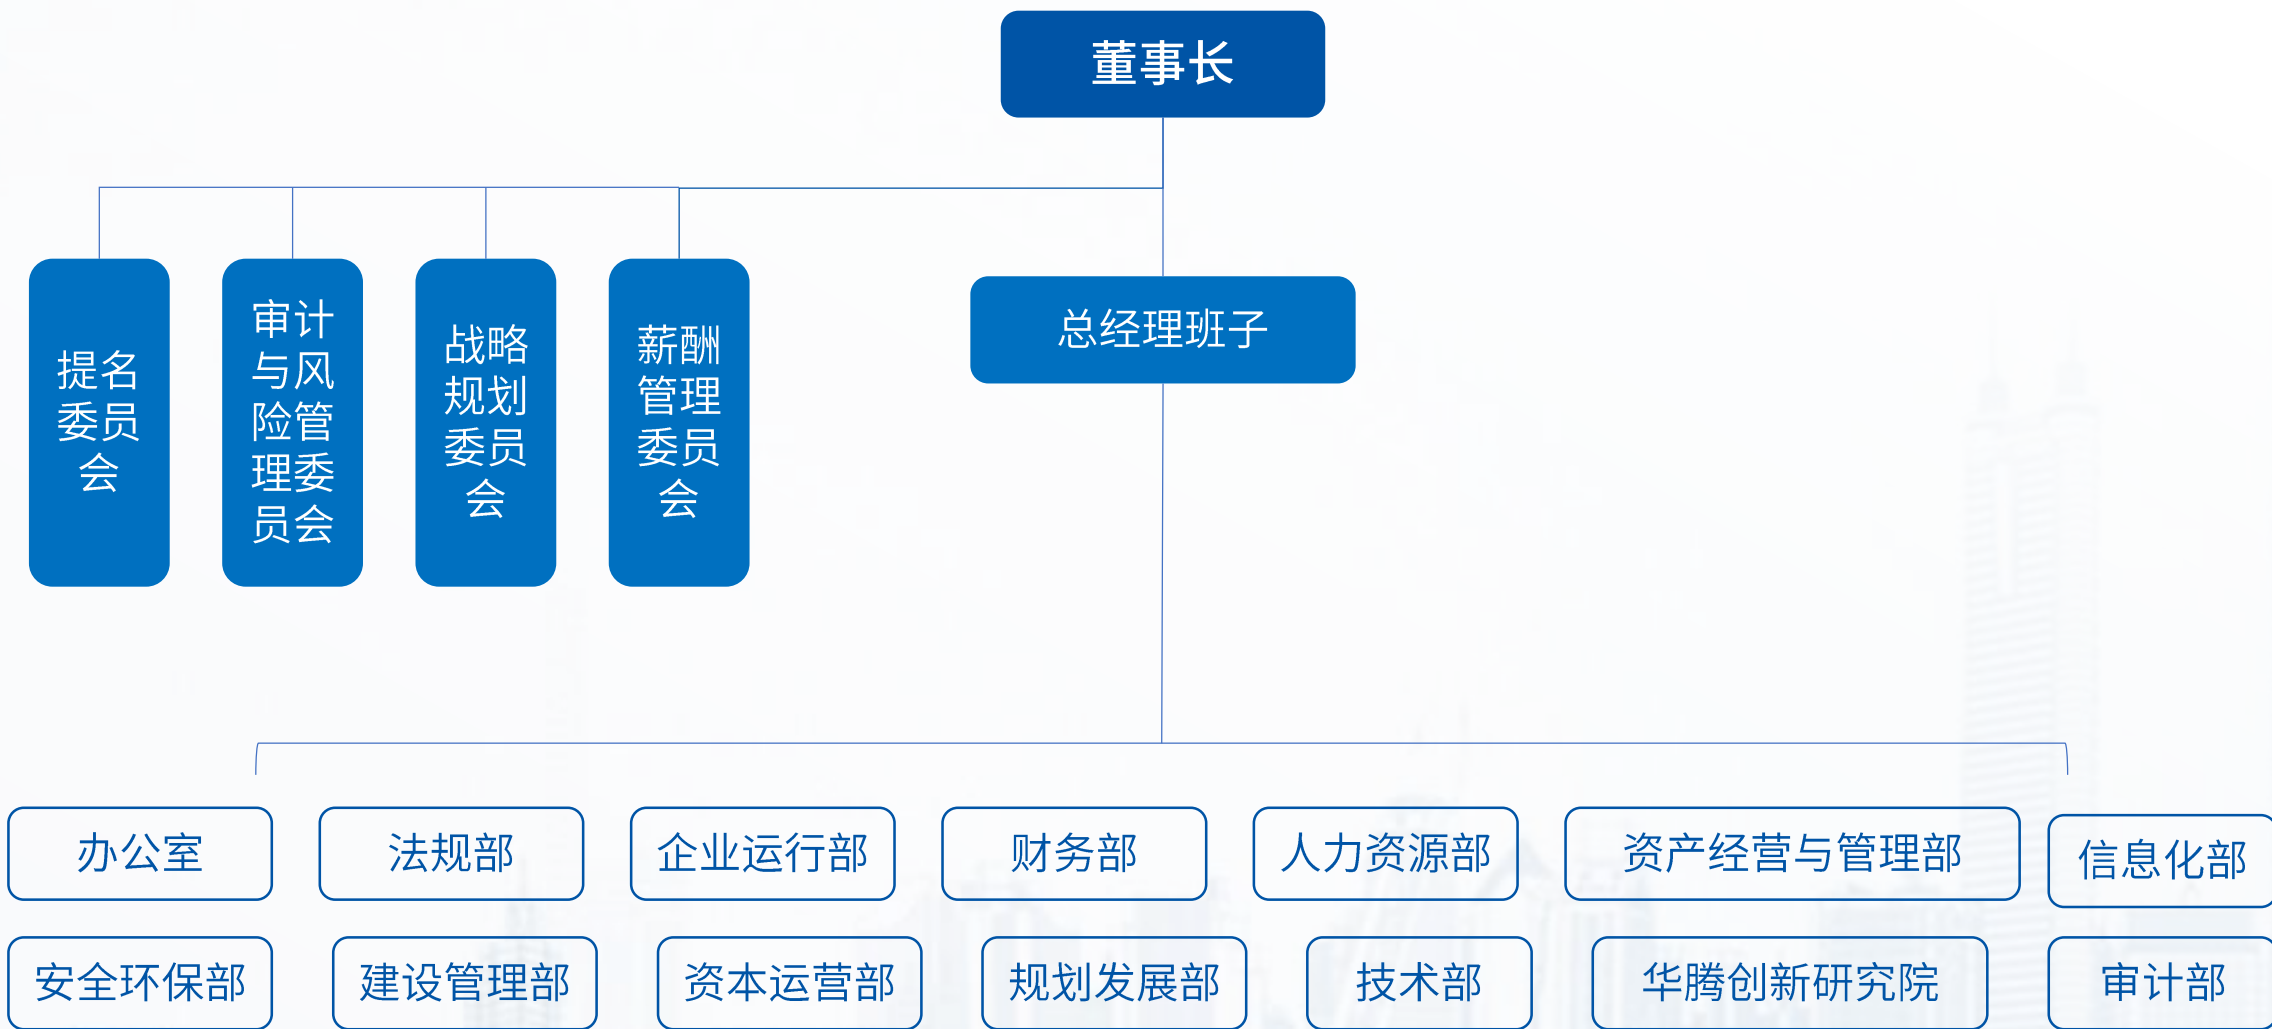 董事长
提名
委员
会
审计
与风
险管
理委
员会
战略
规划
委员
会
薪酬
管理
委员
会
总经理班子
办公室
法规部
企业运行部
财务部
人力资源部
资产经营与管理部
信息化部
安全环保部
建设管理部
资本运营部
规划发展部
技术部
华腾创新研究院
审计部